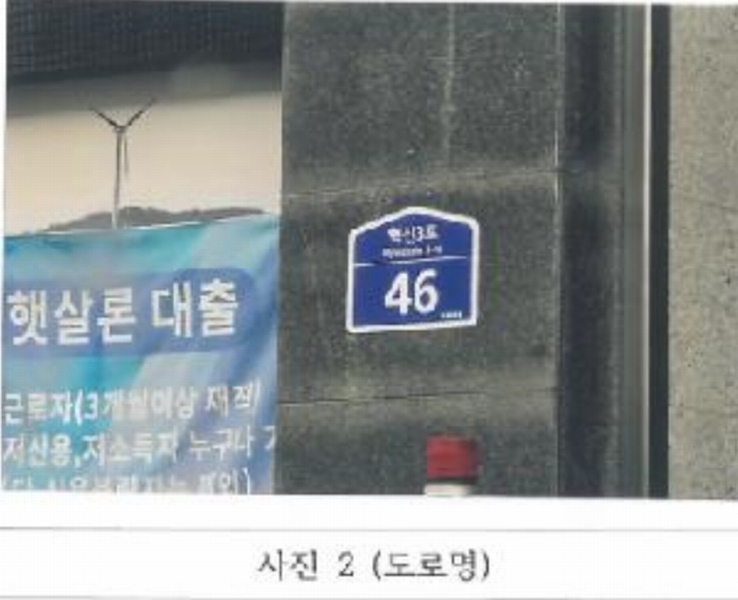 햇살론 대출
근로자(3개월이상 재직)
저신용,저소득자 누구나
혁신3로
46
사진 2 (도로명)